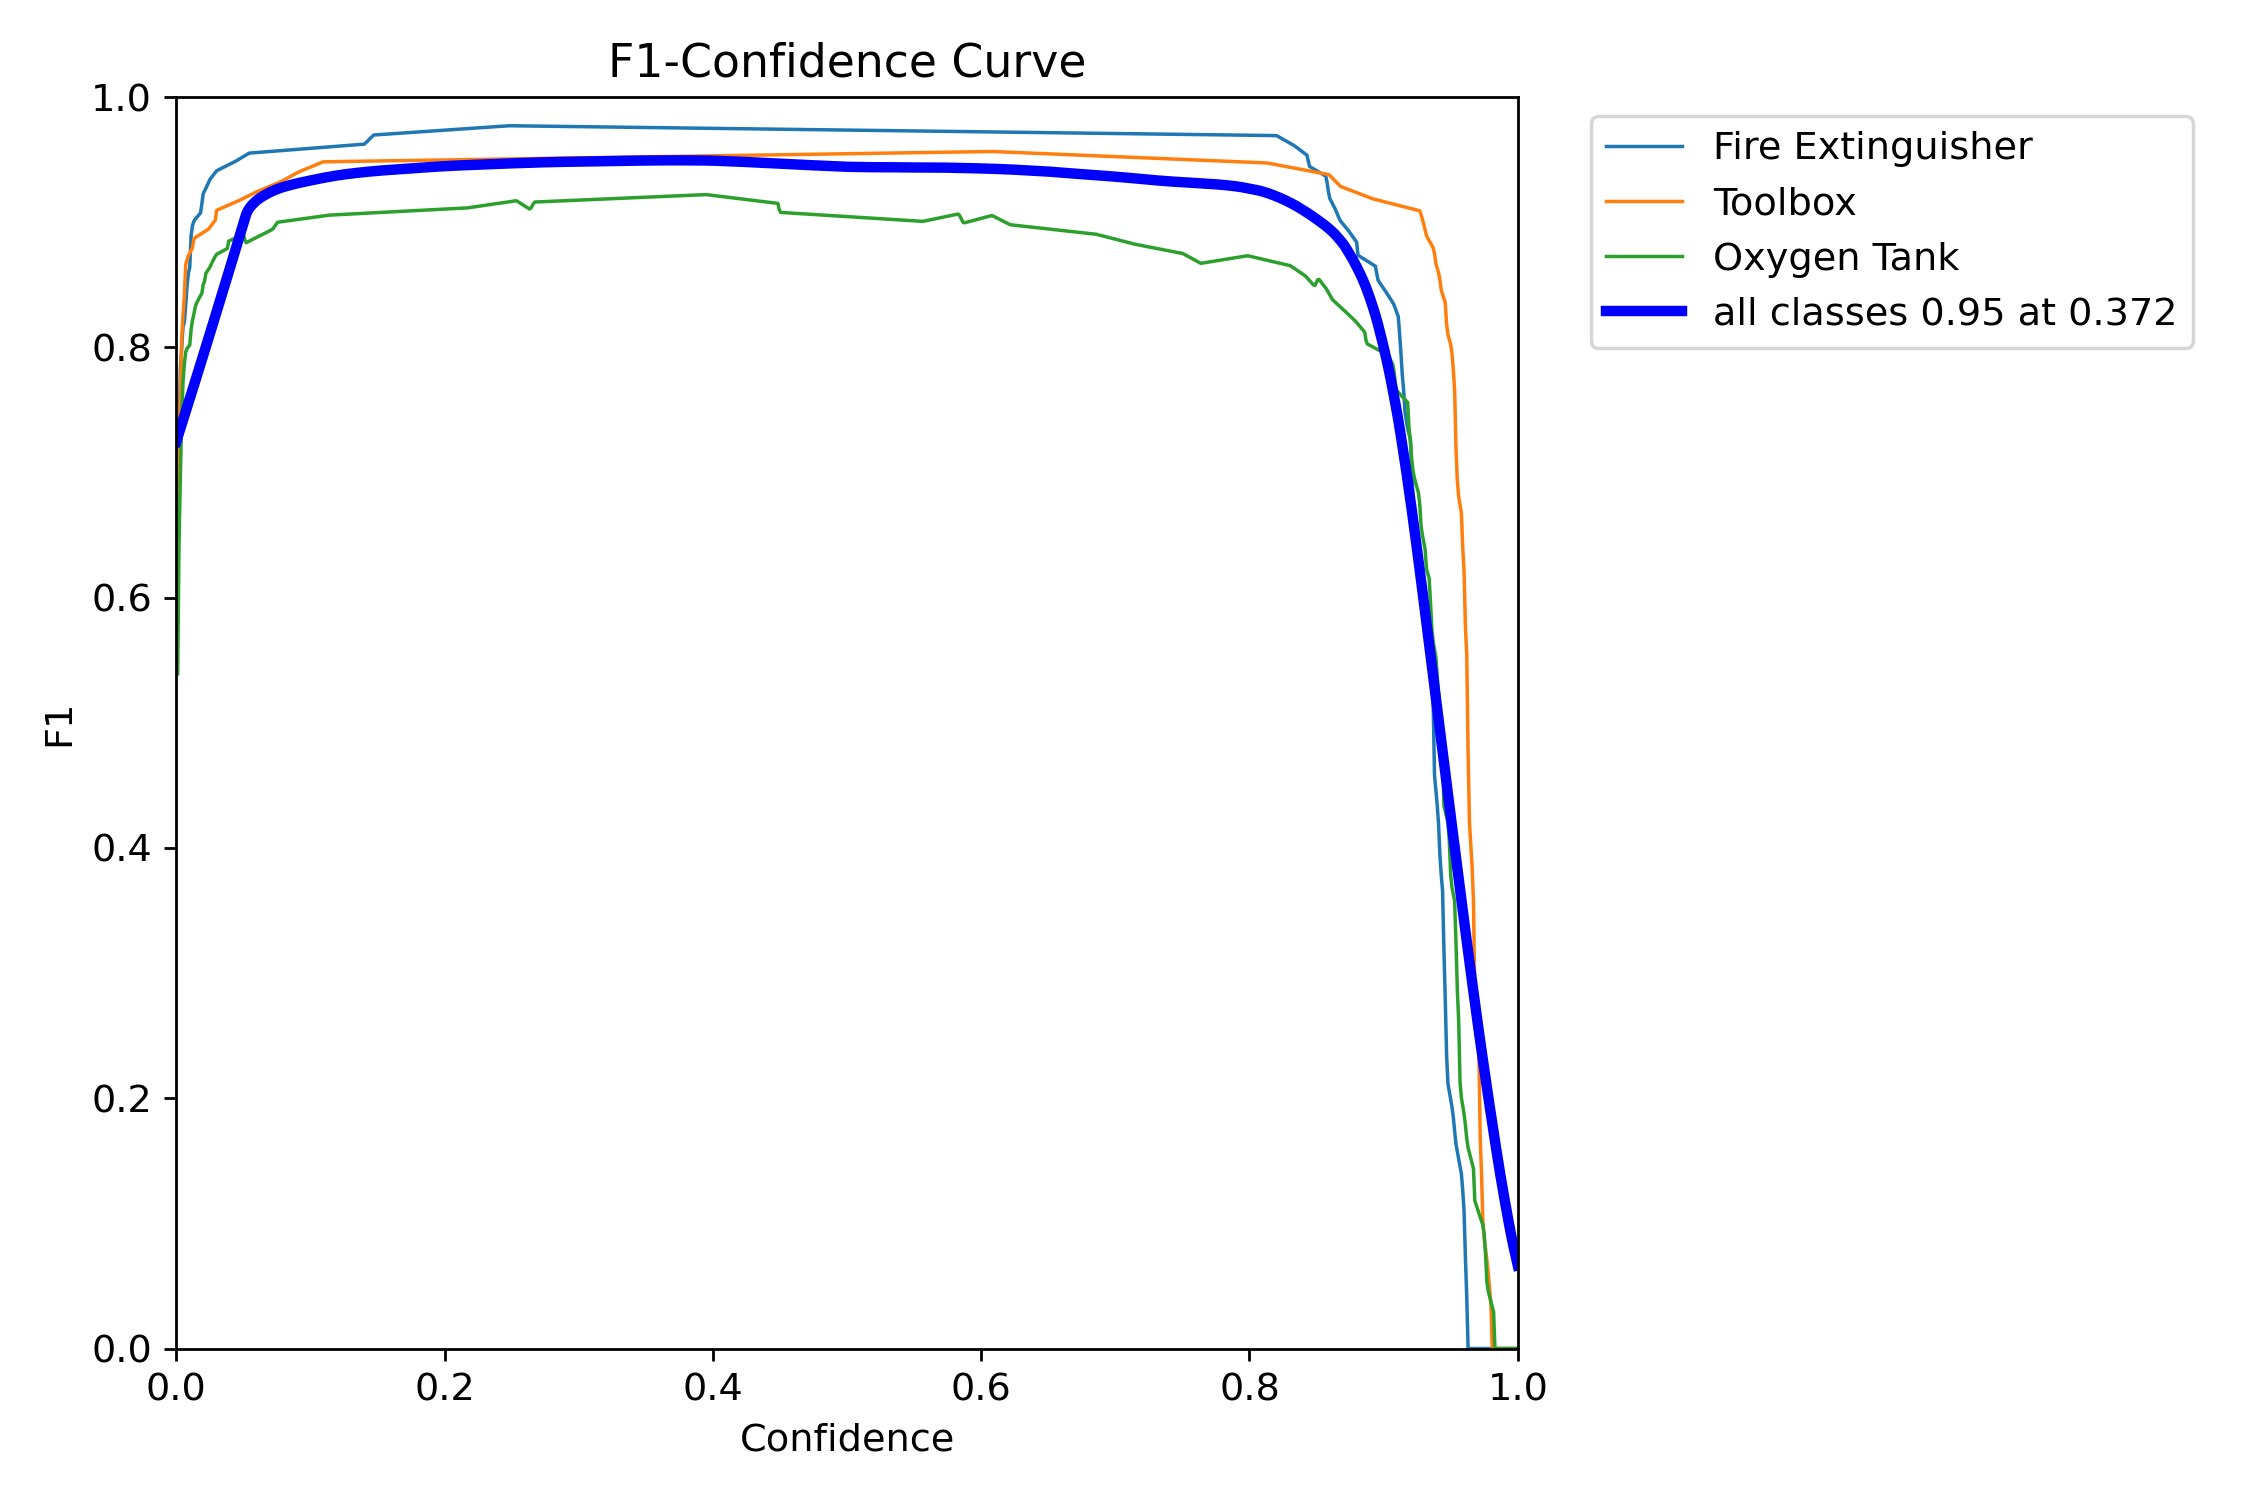 F1-Confidence Curve
1.0
0.8
0.6
0.4
0.2
0.0
F1
0.0 0.2 0.4 0.6 0.8 1.0
Confidence
Fire Extinguisher
Toolbox
Oxygen Tank
all classes 0.95 at 0.372